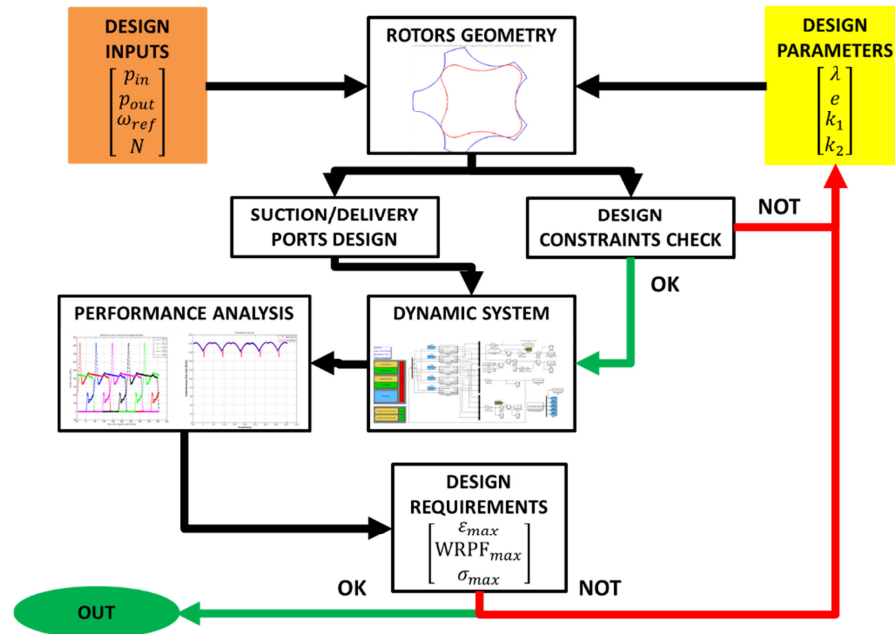 DESIGN
INPUTS
p_in
p_out
ω_ref
N
ROTORS GEOMETRY
DESIGN
PARAMETERS
λ
e
k_1
k_2
SUCTION/DELIVERY
PORTS DESIGN
DESIGN
CONSTRAINTS CHECK
NOT
OK
PERFORMANCE ANALYSIS
DYNAMIC SYSTEM
DESIGN
REQUIREMENTS
ε_max
WRPF_max
σ_max
OK
NOT
OUT